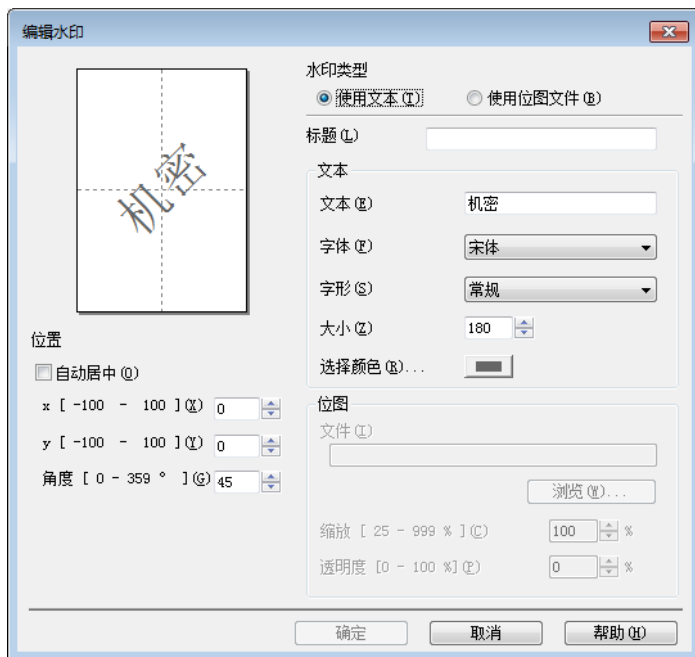 编辑水印
机密
水印类型
使用文本(T)
使用位图文件(B)
标题(L)
文本
文本(E)
机密
字体(F)
宋体
字形(S)
常规
大小(Z)
180
选择颜色(R)...
位置
自动居中(O)
x [ -100 - 100 ](X)
0
y [ -100 - 100 ](Y)
0
角度 [ 0 - 359 ° ](G)
45
位图
文件(I)
浏览(W)...
缩放 [ 25 - 999 % ](C)
100
%
透明度 [0 - 100 %](P)
0
%
确定
取消
帮助(H)